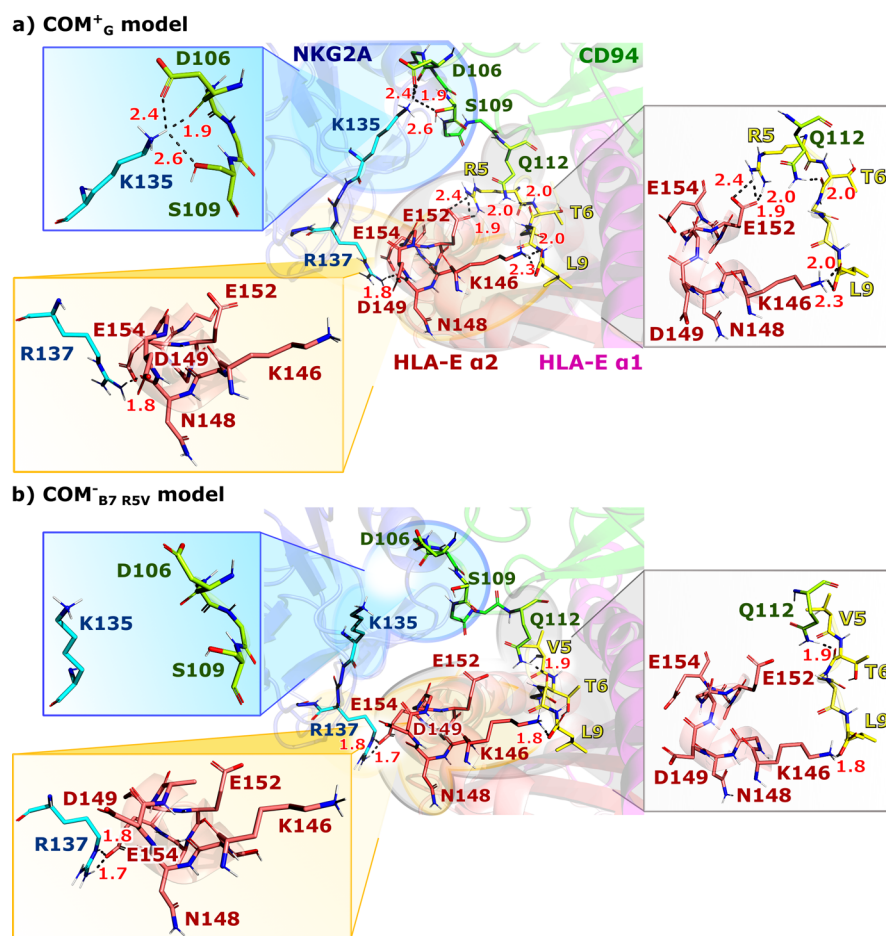 a) COM⁺G model
D106
2.4
1.9
2.6
K135
S109
NKG2A
CD94
D106
2.4
1.9
S109
K135
2.6
Q112
R5
2.4
2.0
E152
2.0
T6
E154
1.9
R137
2.0
L9
1.8
K146
2.3
D149
N148
HLA-E α2
HLA-E α1
R5
Q112
2.4
T6
E154
2.0
2.0
E152
1.9
2.0
L9
K146
2.3
D149
N148
E152
E154
R137
D149
K146
1.8
N148
b) COM⁻B7 R5V model
D106
K135
S109
D106
S109
K135
Q112
V5
E152
1.9
E154
T6
R137
D149
1.8
1.8
L9
1.7
K146
N148
Q112
V5
1.9
E154
E152
T6
L9
K146
1.8
D149
N148
D149
E152
1.8
R137
K146
E154
1.7
N148